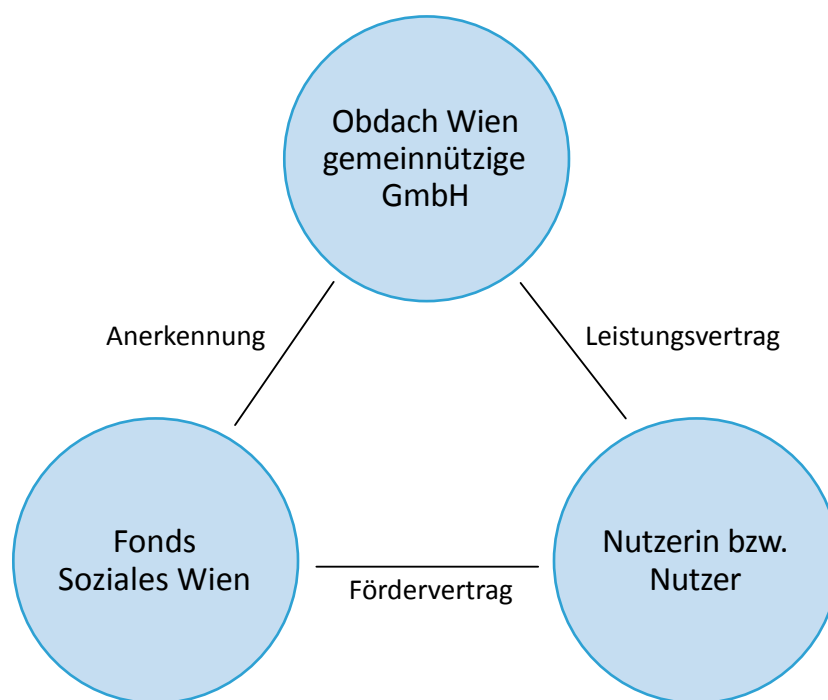 Obdach Wien
gemeinnützige
GmbH
Anerkennung
Leistungsvertrag
Fonds
Soziales Wien
Nutzerin bzw.
Nutzer
Fördervertrag